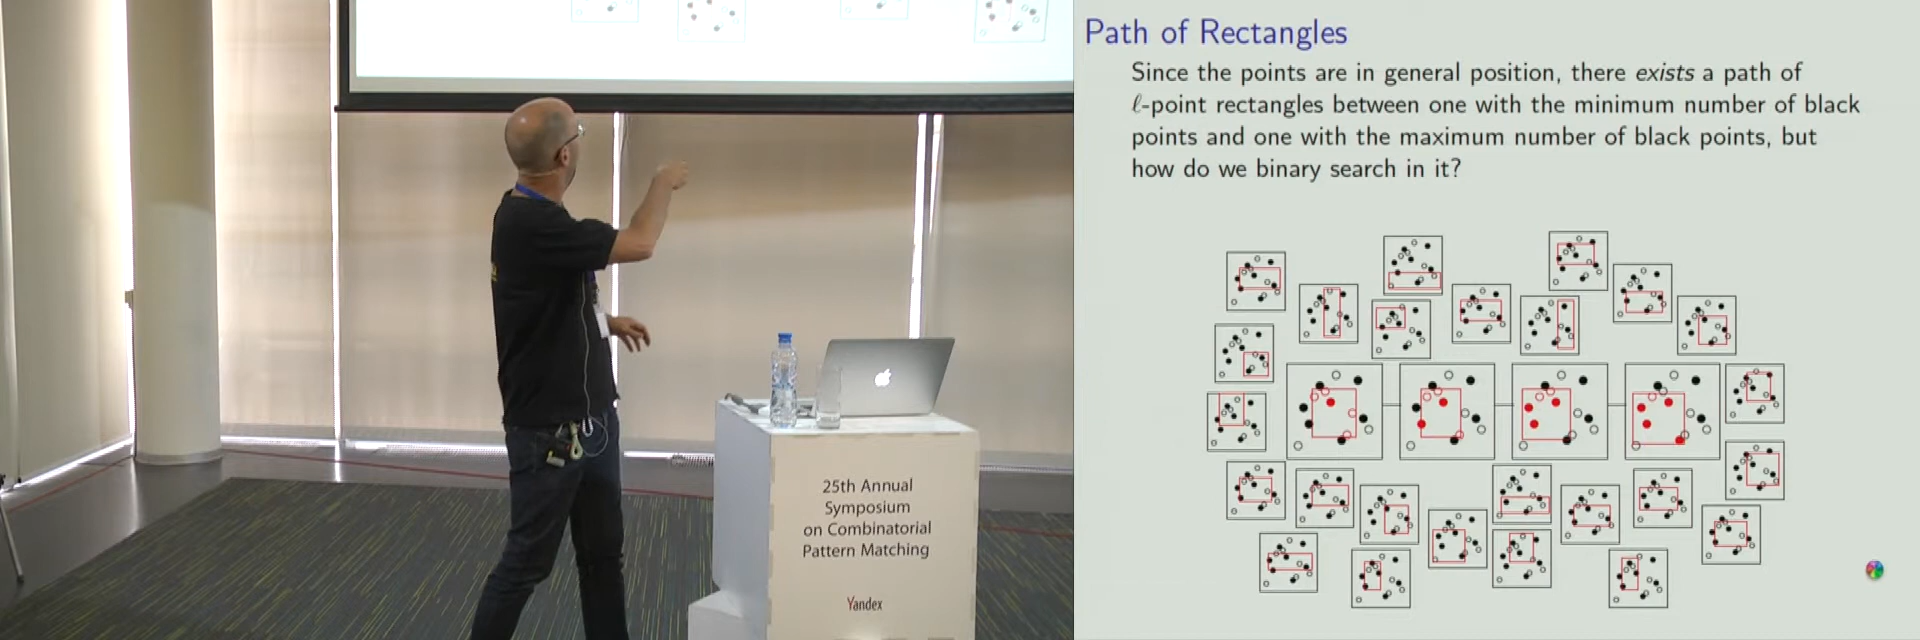 Path of Rectangles
Since the points are in general position, there exists a path of
ℓ-point rectangles between one with the minimum number of black
points and one with the maximum number of black points, but
how do we binary search in it?
25th Annual
Symposium
on Combinatorial
Pattern Matching
Yandex